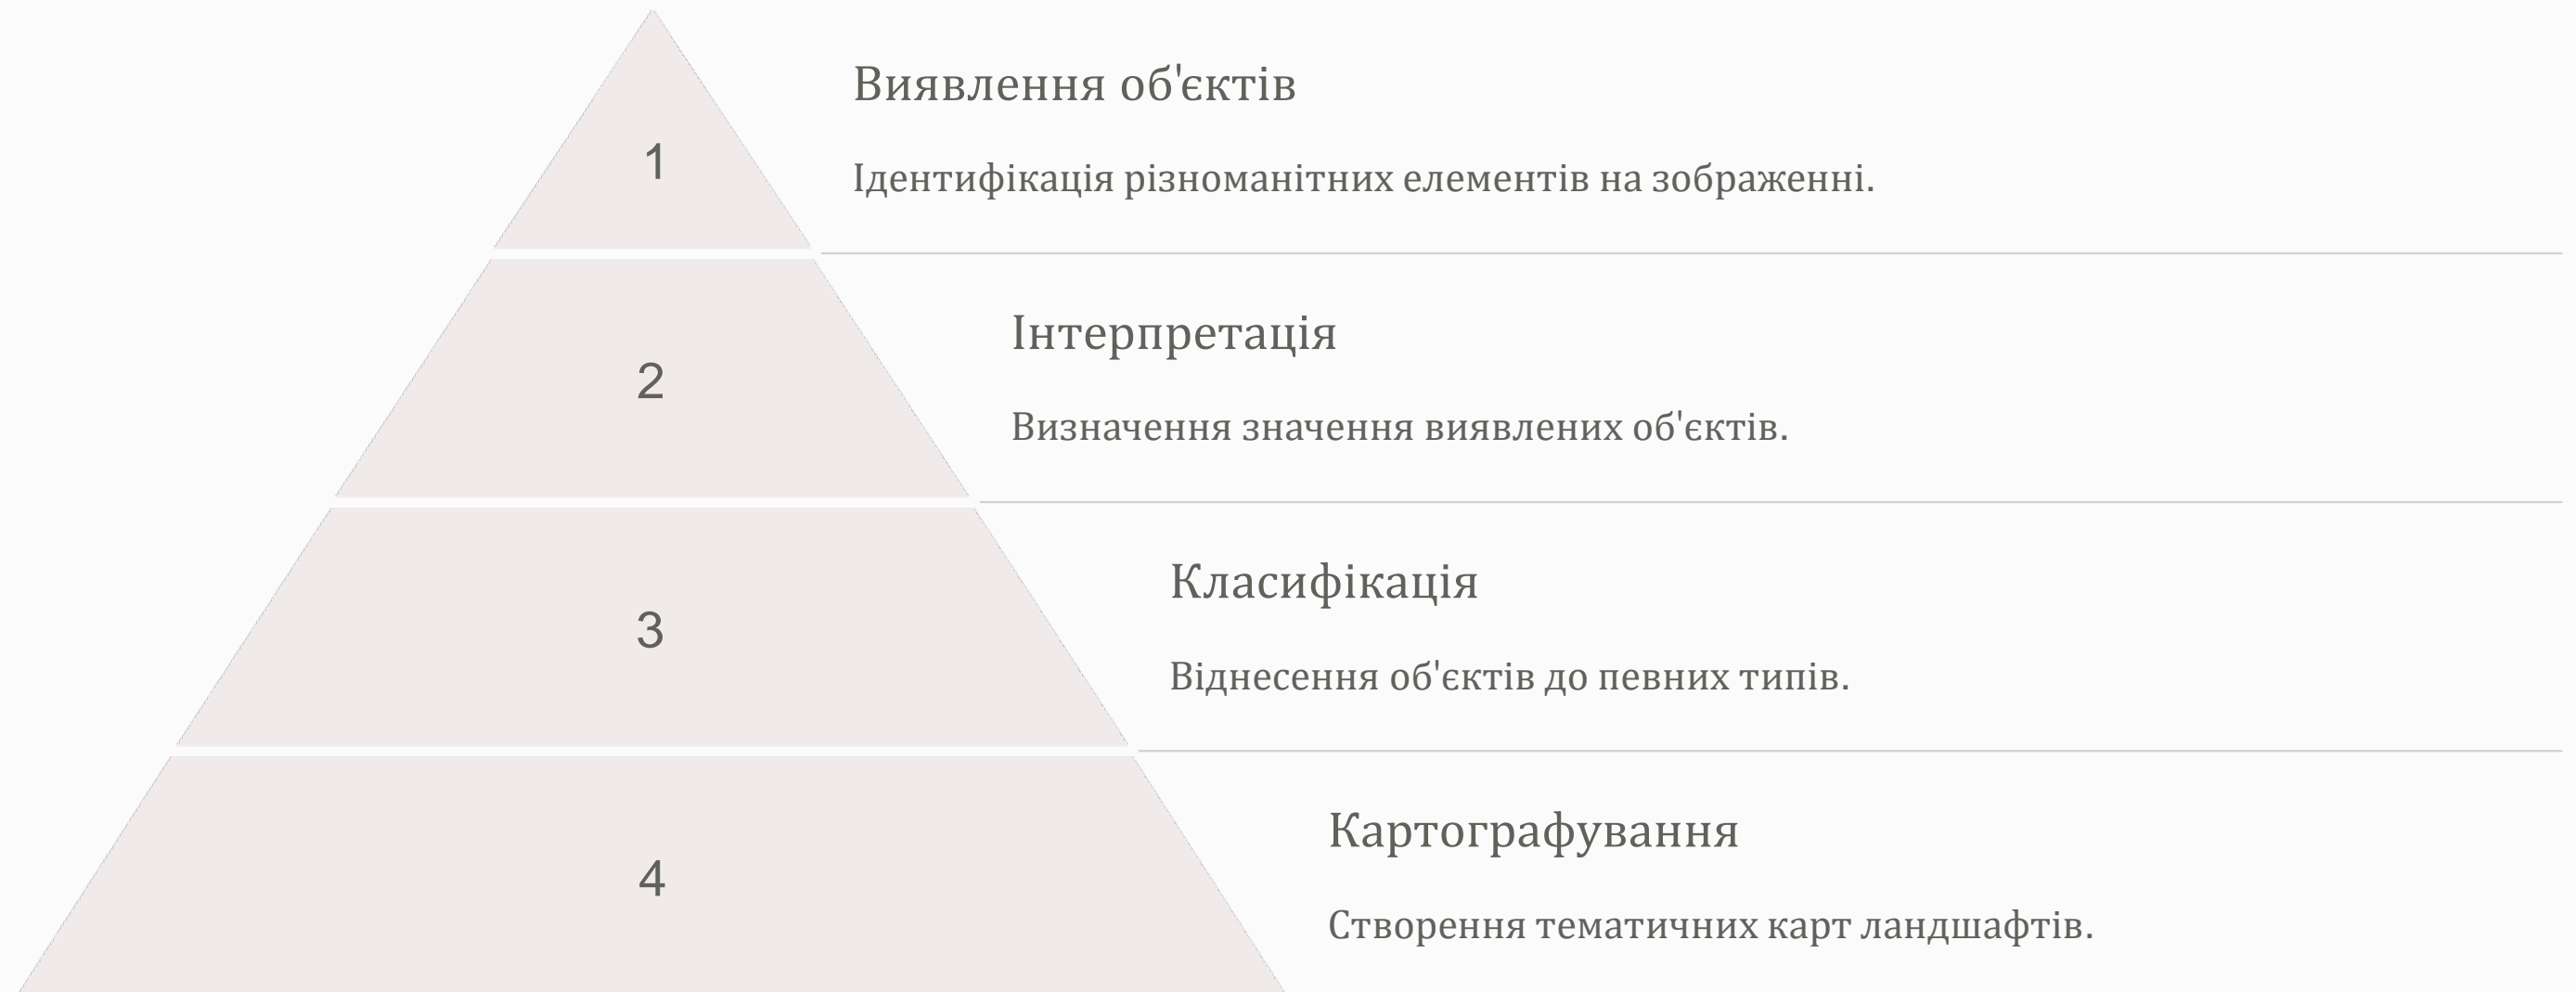 1
Виявлення об'єктів
Ідентифікація різноманітних елементів на зображенні.
2
Інтерпретація
Визначення значення виявлених об'єктів.
3
Класифікація
Віднесення об'єктів до певних типів.
4
Картографування
Створення тематичних карт ландшафтів.